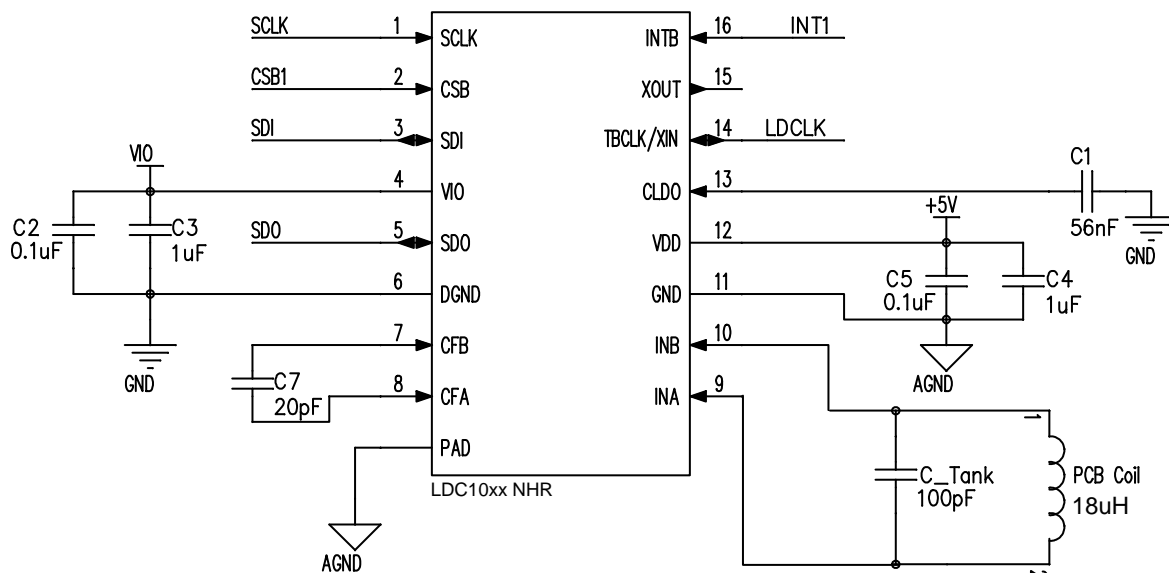 SCLK 1 SCLK
CSB1 2 CSB
SDI 3 SDI
VIO
4 VIO
C2
0.1uF
C3
1uF
SDO 5 SDO
6 DGND
GND
7 CFB
C7
20pF
8 CFA
PAD
AGND
LDC10xx NHR
INTB 16 INT1
XOUT 15
TBCLK/XIN 14 LDCLK
CLDO 13
C1
56nF
GND
+5V
VDD 12
C5
0.1uF
C4
1uF
GND 11
AGND
INB 10
INA 9
1
C_Tank
100pF
PCB Coil
18uH